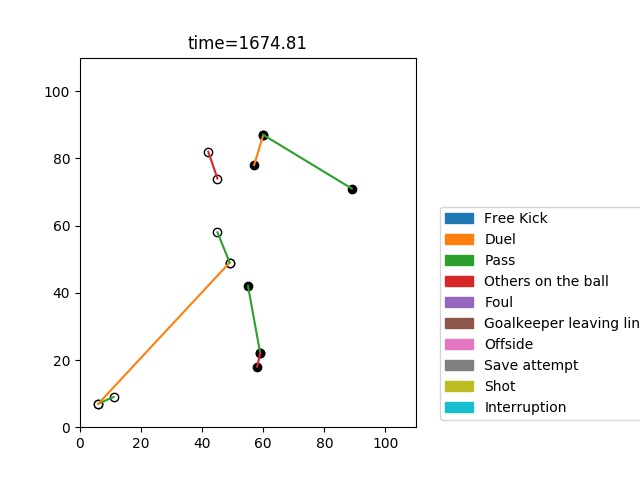 time=1674.81
100
80
60
40
20
0
0 20 40 60 80 100
Free Kick
Duel
Pass
Others on the ball
Foul
Goalkeeper leaving lin
Offside
Save attempt
Shot
Interruption